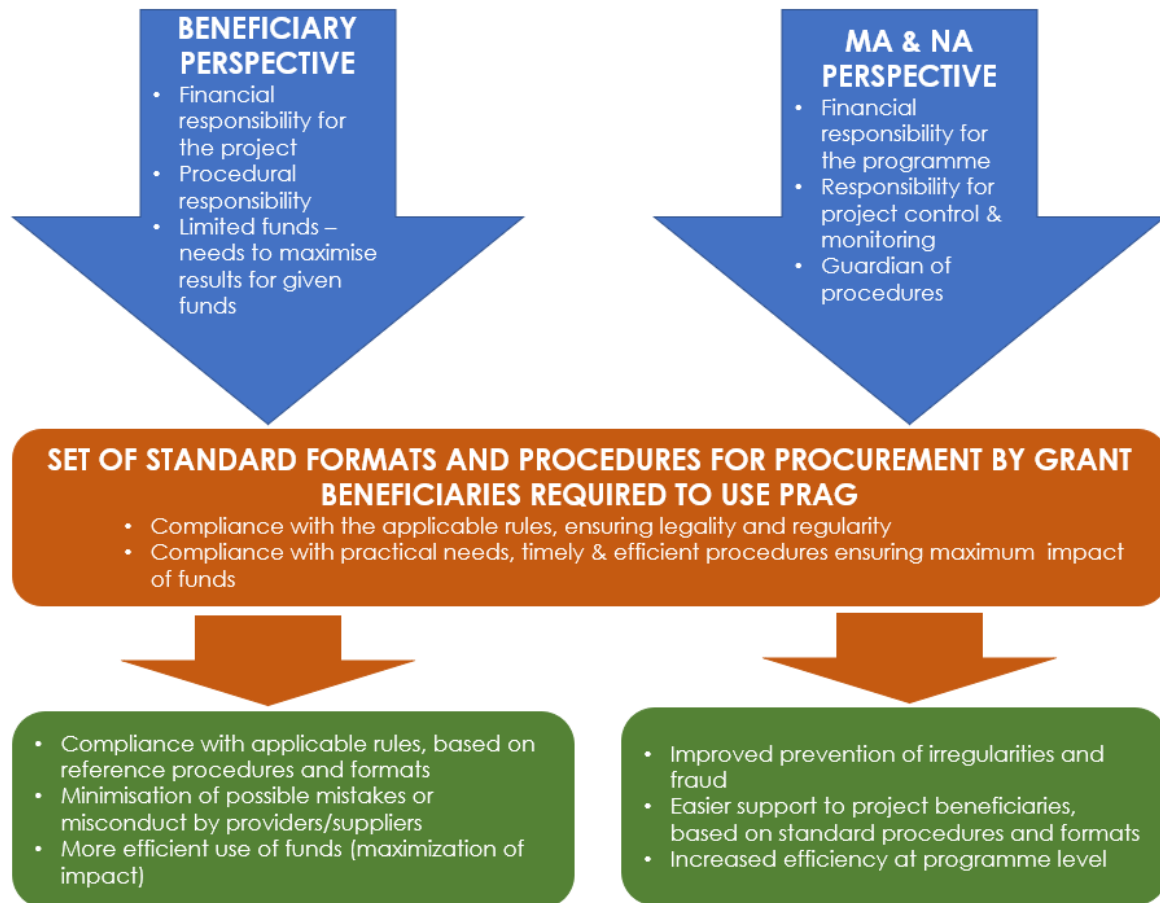 BENEFICIARY
PERSPECTIVE
• Financial
responsibility for
the project
• Procedural
responsibility
• Limited funds –
needs to maximise
results for given
funds
MA & NA
PERSPECTIVE
• Financial
responsibility for
the programme
• Responsibility for
project control &
monitoring
• Guardian of
procedures
SET OF STANDARD FORMATS AND PROCEDURES FOR PROCUREMENT BY GRANT
BENEFICIARIES REQUIRED TO USE PRAG
• Compliance with the applicable rules, ensuring legality and regularity
• Compliance with practical needs, timely & efficient procedures ensuring maximum impact
of funds
• Compliance with applicable rules, based on
reference procedures and formats
• Minimisation of possible mistakes or
misconduct by providers/suppliers
• More efficient use of funds (maximization of
impact)
• Improved prevention of irregularities and
fraud
• Easier support to project beneficiaries,
based on standard procedures and formats
• Increased efficiency at programme level